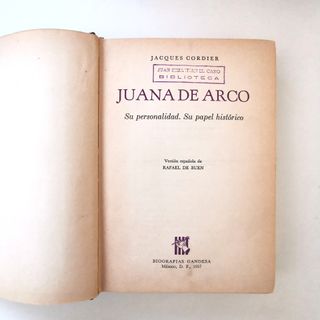 JACQUES CORDIER
BIBLIOTECA
JUANA DE ARCO
Su personalidad. Su papel histórico
Versión española de
RAFAEL DE BUEN
BIOGRAFIAS GANDESA
México, D. F., 1957